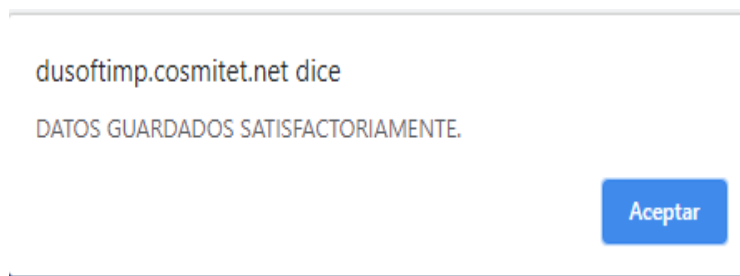 dusoftimp.cosmitet.net dice
DATOS GUARDADOS SATISFACTORIAMENTE.
Aceptar